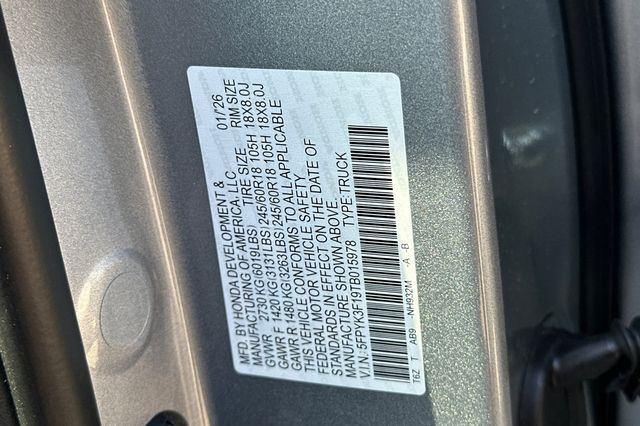 MFD. BY HONDA DEVELOPMENT & 01/'26
MANUFACTURING OF AMERICA, LLC
GVWR 2730 KG(6019LBS) TIRE SIZE RIM SIZE
GAWR F 1420 KG(3131LBS) 245/60R18 105H 18X8.0J
GAWR R 1480 KG(3263LBS) 245/60R18 105H 18X8.0J
THIS VEHICLE CONFORMS TO ALL APPLICABLE
FEDERAL MOTOR VEHICLE SAFETY
STANDARDS IN EFFECT ON THE DATE OF
MANUFACTURE SHOWN ABOVE.
V.I.N.: 5FPYK3F19TB015978 TYPE:TRUCK
T6Z T AB9 NH932M -A -B